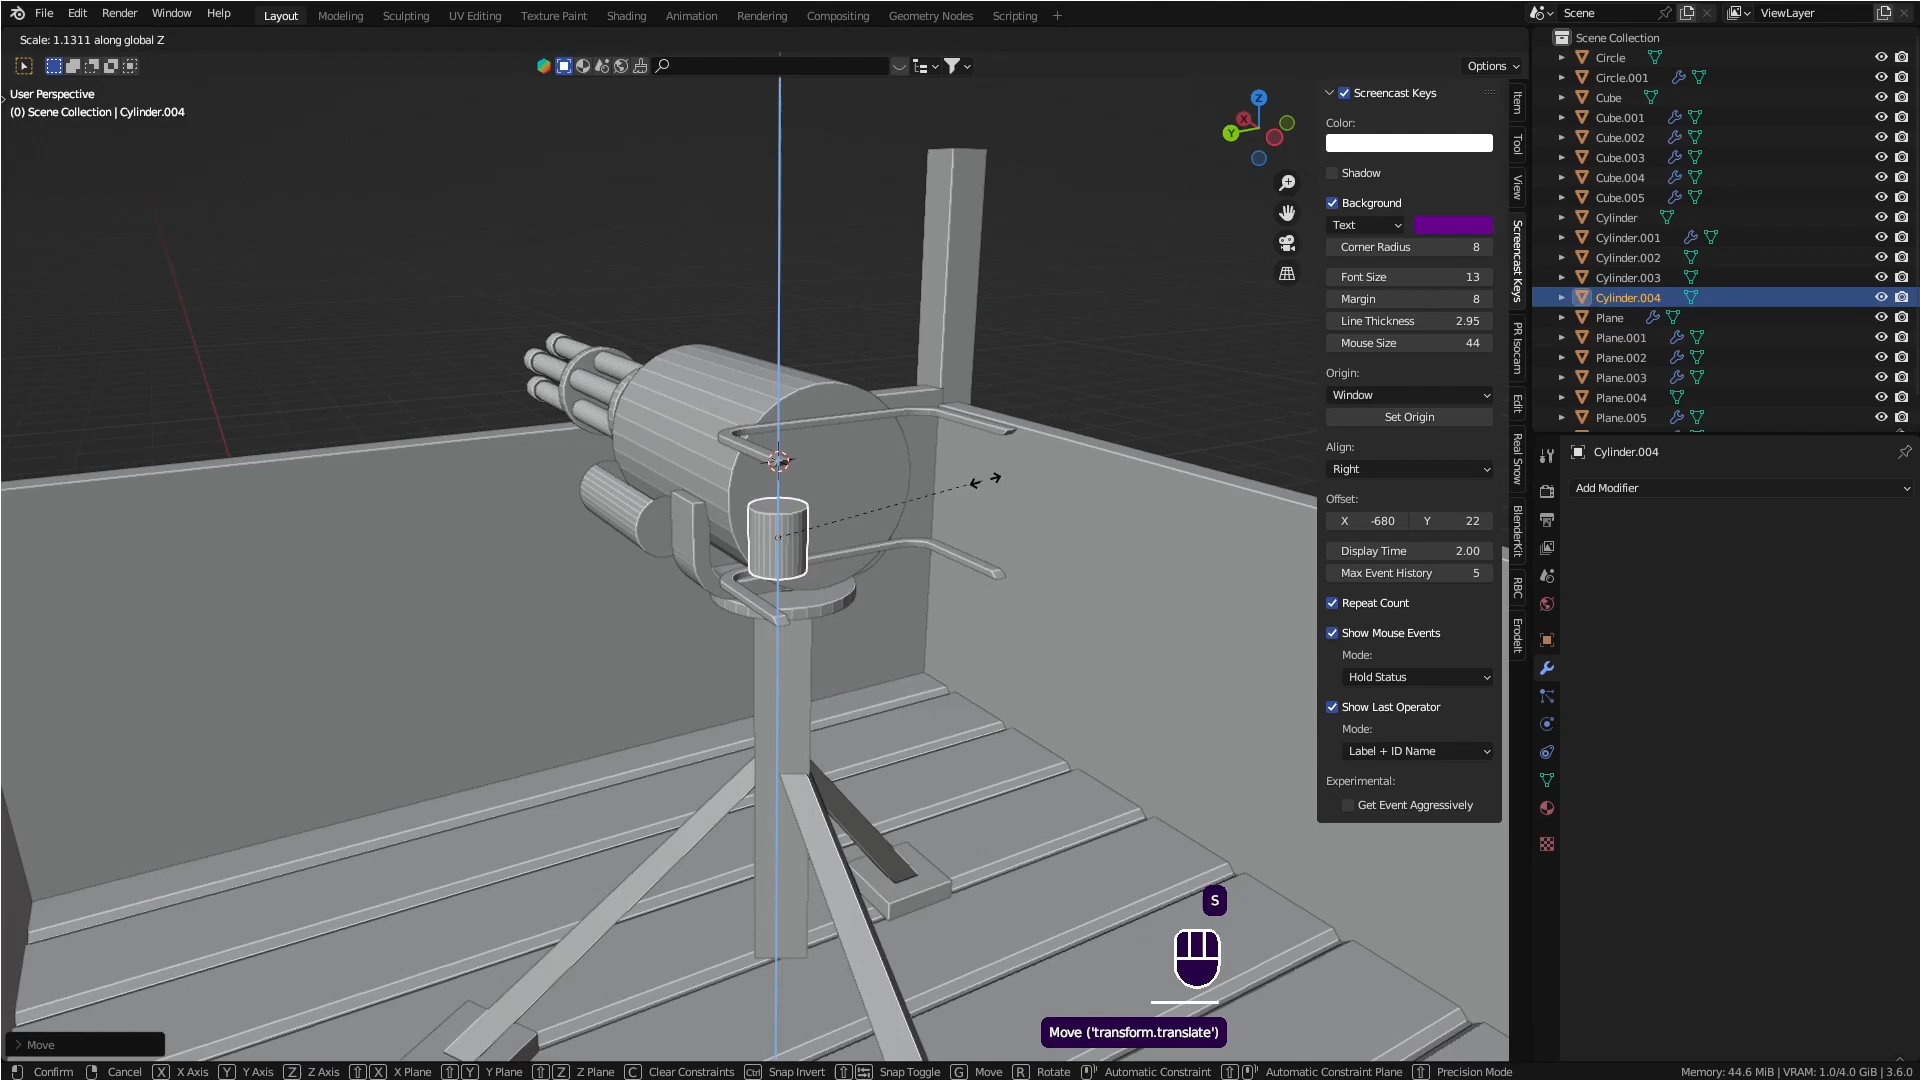 File Edit Render Window Help Layout Modeling Sculpting UV Editing Texture Paint Shading Animation Rendering Compositing Geometry Nodes Scripting + Scene ViewLayer
Scale: 1.1311 along global Z
Options
User Perspective
(0) Scene Collection | Cylinder.004
Z
X
Y
Screencast Keys
Color:
Shadow
Background
Text
Corner Radius 8
Font Size 13
Margin 8
Line Thickness 2.95
Mouse Size 44
Origin:
Window
Set Origin
Align:
Right
Offset:
X -680 Y 22
Display Time 2.00
Max Event History 5
Repeat Count
Show Mouse Events
Mode:
Hold Status
Show Last Operator
Mode:
Label + ID Name
Experimental:
Get Event Aggressively
Item
Tool
View
Screencast Keys
PR Isocam
Edit
Real Snow
BlenderKit
RBC
ErodeIt
Scene Collection
Circle
Circle.001
Cube
Cube.001
Cube.002
Cube.003
Cube.004
Cube.005
Cylinder
Cylinder.001
Cylinder.002
Cylinder.003
Cylinder.004
Plane
Plane.001
Plane.002
Plane.003
Plane.004
Plane.005
Cylinder.004
Add Modifier
S
Move ('transform.translate')
Move
Confirm Cancel X X Axis Y Y Axis Z Z Axis X X Plane Y Y Plane Z Z Plane C Clear Constraints Ctrl Snap Invert Snap Toggle G Move R Rotate Automatic Constraint Automatic Constraint Plane Precision Mode Memory: 44.6 MiB | VRAM: 1.0/4.0 GiB | 3.6.0